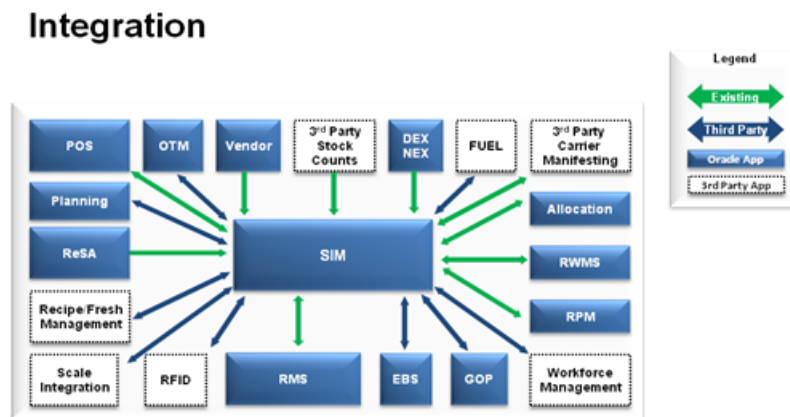 Integration
Legend
Existing
Third Party
Oracle App
3rd Party App
POS
OTM
Vendor
3rd Party
Stock
Counts
DEX
NEX
FUEL
3rd Party
Carrier
Manifesting
Planning
Allocation
ReSA
SIM
RWMS
Recipe/Fresh
Management
RPM
Scale
Integration
RFID
RMS
EBS
GOP
Workforce
Management